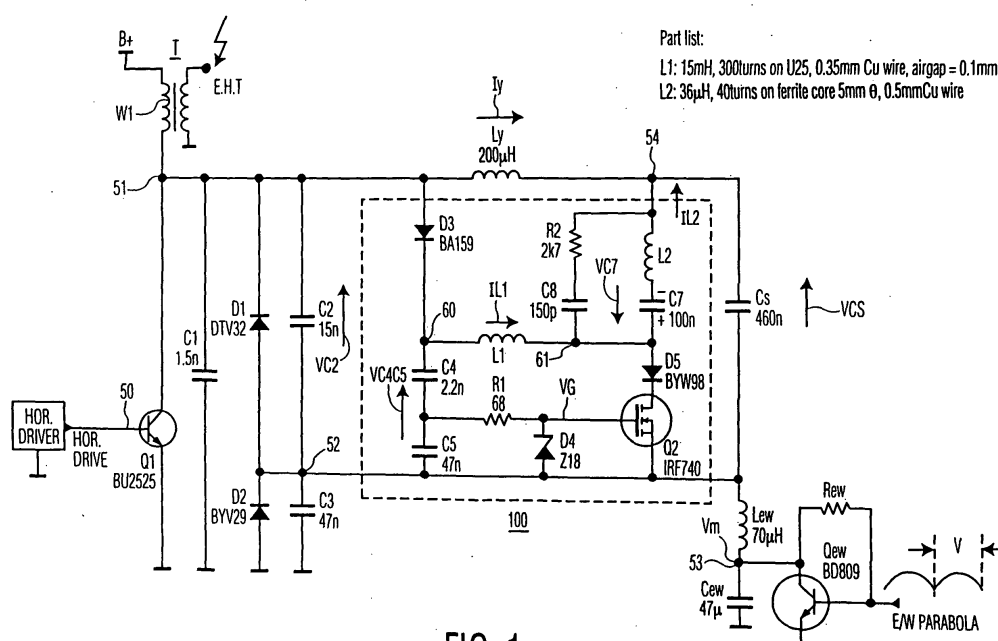 Part list:
L1: 15mH, 300turns on U25, 0.35mm Cu wire, airgap = 0.1mm
L2: 36μH, 40turns on ferrite core 5mm θ, 0.5mmCu wire
B+
T
E.H.T
W1
Iy
Ly
200μH
54
51
IL2
D3
BA159
R2
2k7
L2
VC7
IL1
C8
150p
C7
100n
− +
Cs
460n
VCS
D1
DTV32
C2
15n
VC2
C1
1.5n
60
L1
61
D5
BYW98
VC4C5
C4
2.2n
R1
68
VG
50
HOR.
DRIVER
HOR.
DRIVE
Q1
BU2525
52
C5
47n
D4
Z18
Q2
IRF740
D2
BYV29
C3
47n
100
Lew
70μH
Rew
Vm
53
Qew
BD809
V
Cew
47μ
E/W PARABOLA
FIG. 1